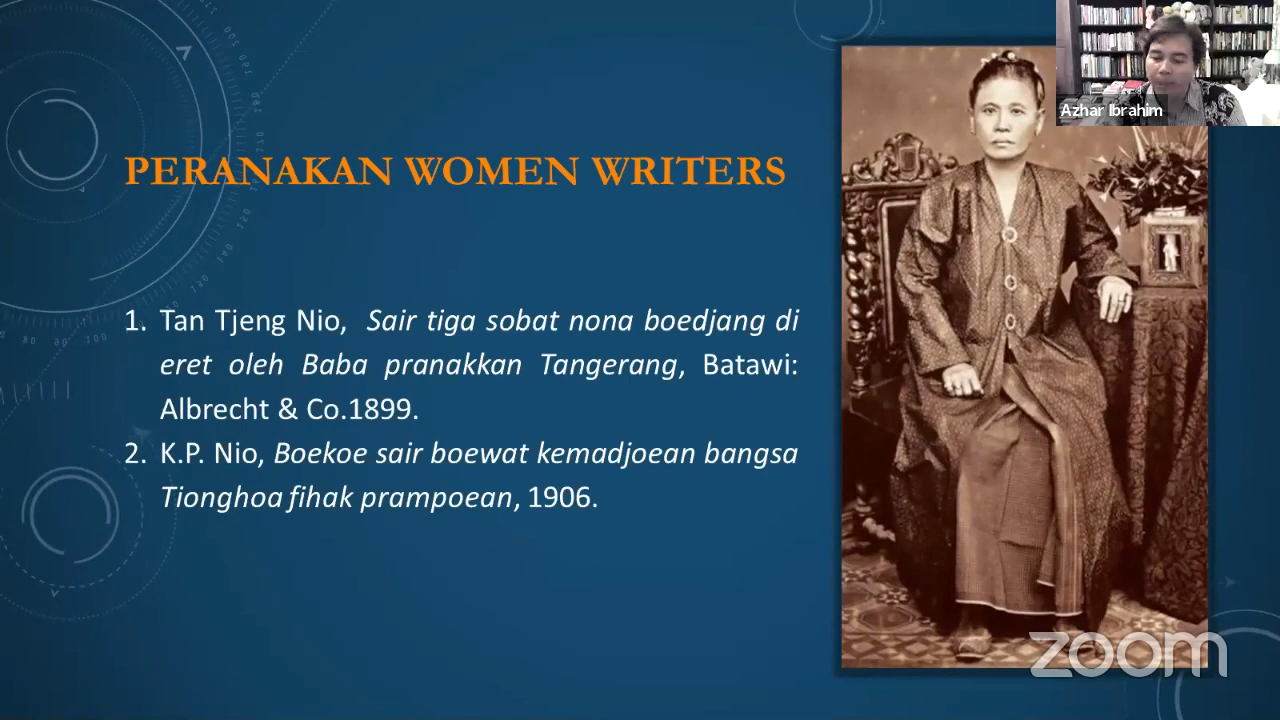 Azhar Ibrahim
PERANAKAN WOMEN WRITERS
1. Tan Tjeng Nio, Sair tiga sobat nona boedjang di
eret oleh Baba pranakkan Tangerang, Batawi:
Albrecht & Co.1899.
2. K.P. Nio, Boekoe sair boewat kemadjoean bangsa
Tionghoa fihak prampoean, 1906.
zoom